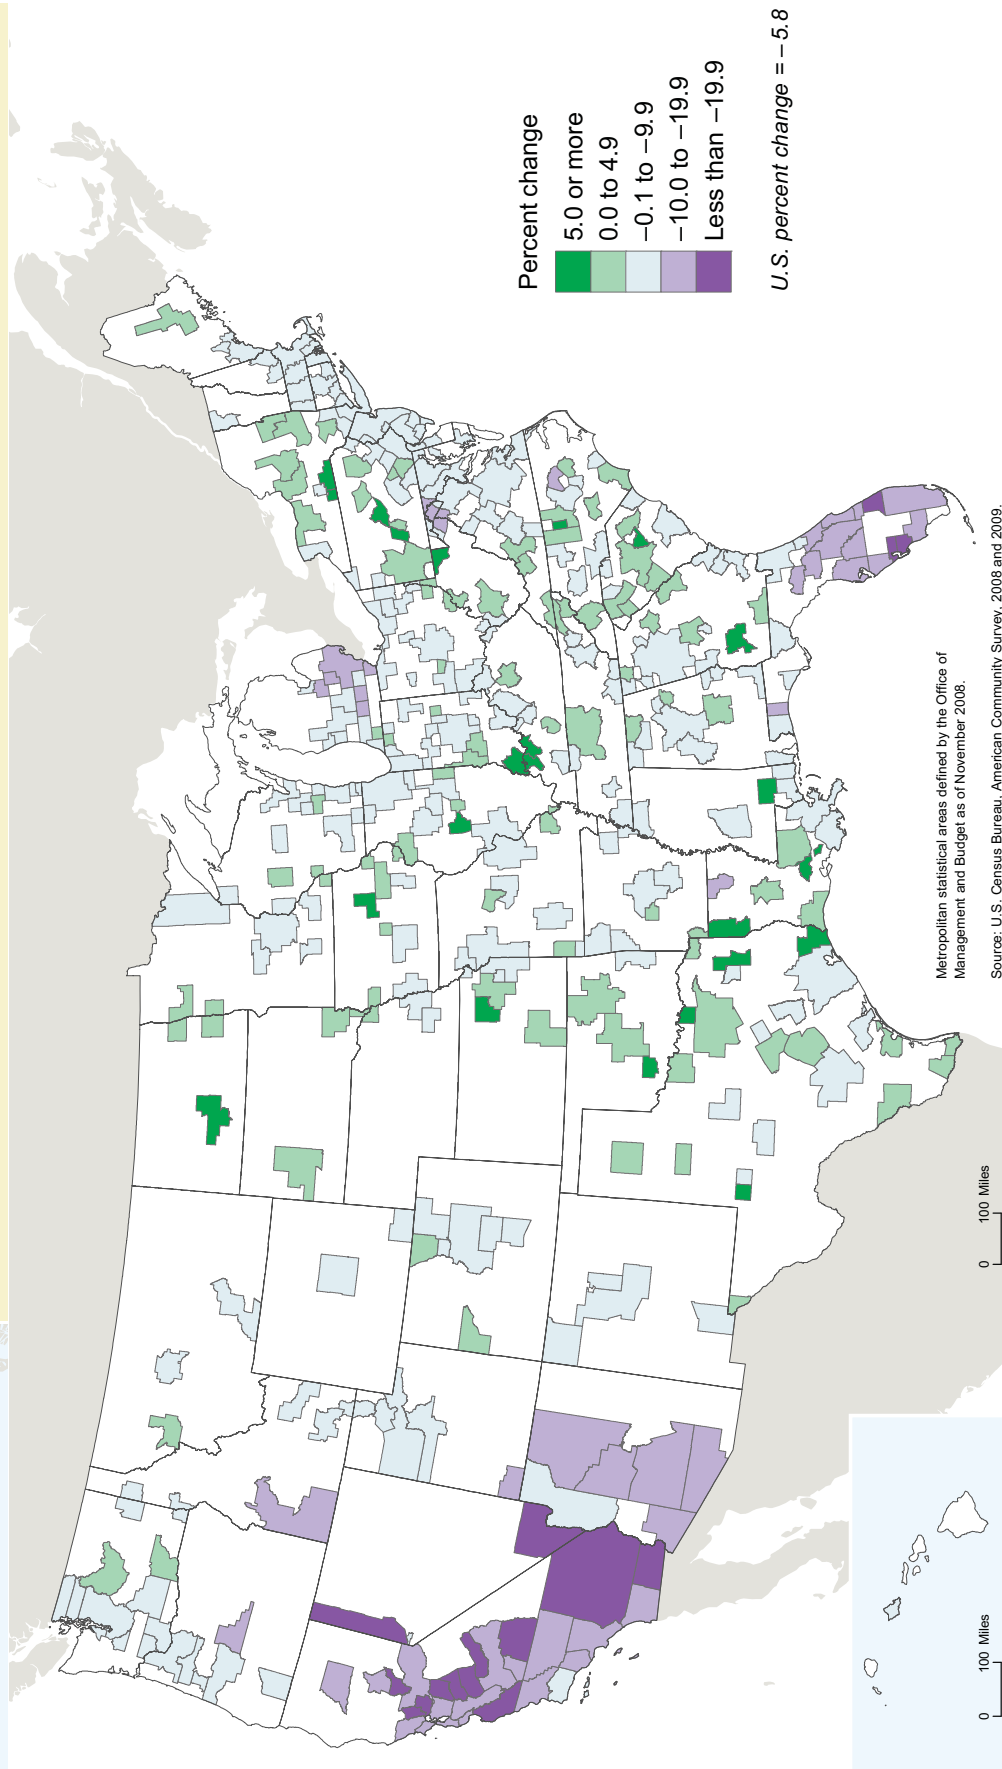 Percent change
5.0 or more
0.0 to 4.9
–0.1 to –9.9
–10.0 to –19.9
Less than –19.9
U.S. percent change = –5.8
Metropolitan statistical areas defined by the Office of
Management and Budget as of November 2008.
Source: U.S. Census Bureau, American Community Survey, 2008 and 2009.
0 100 Miles
0 100 Miles